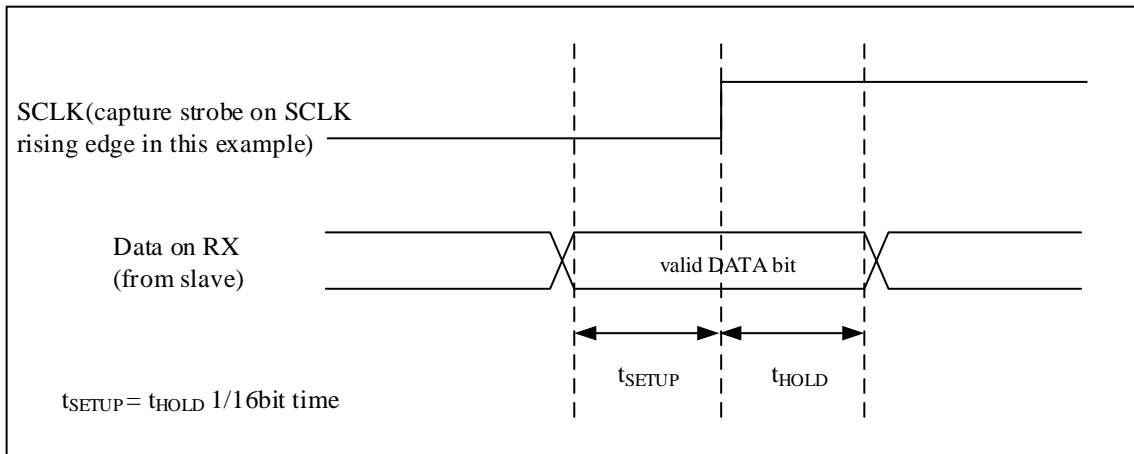 SCLK(capture strobe on SCLK
rising edge in this example)
Data on RX
(from slave)
valid DATA bit
tSETUP
tHOLD
tSETUP = tHOLD 1/16bit time